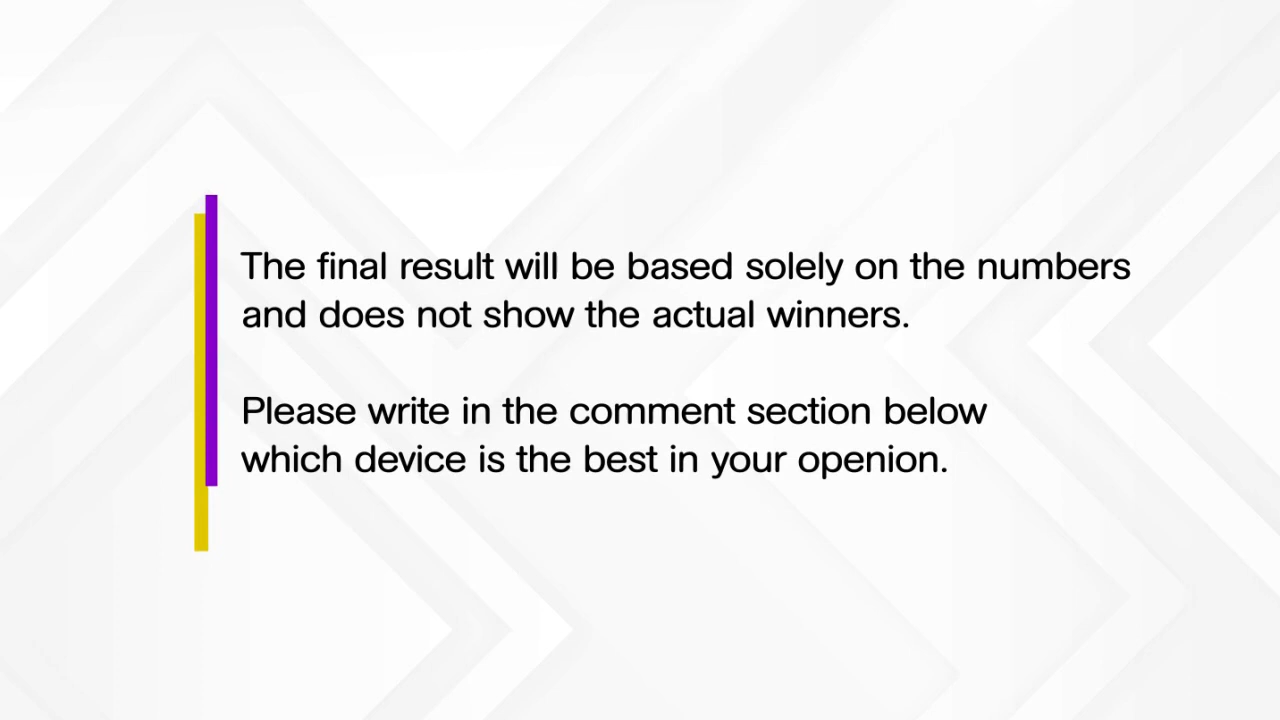 The final result will be based solely on the numbers
and does not show the actual winners.
Please write in the comment section below
which device is the best in your openion.